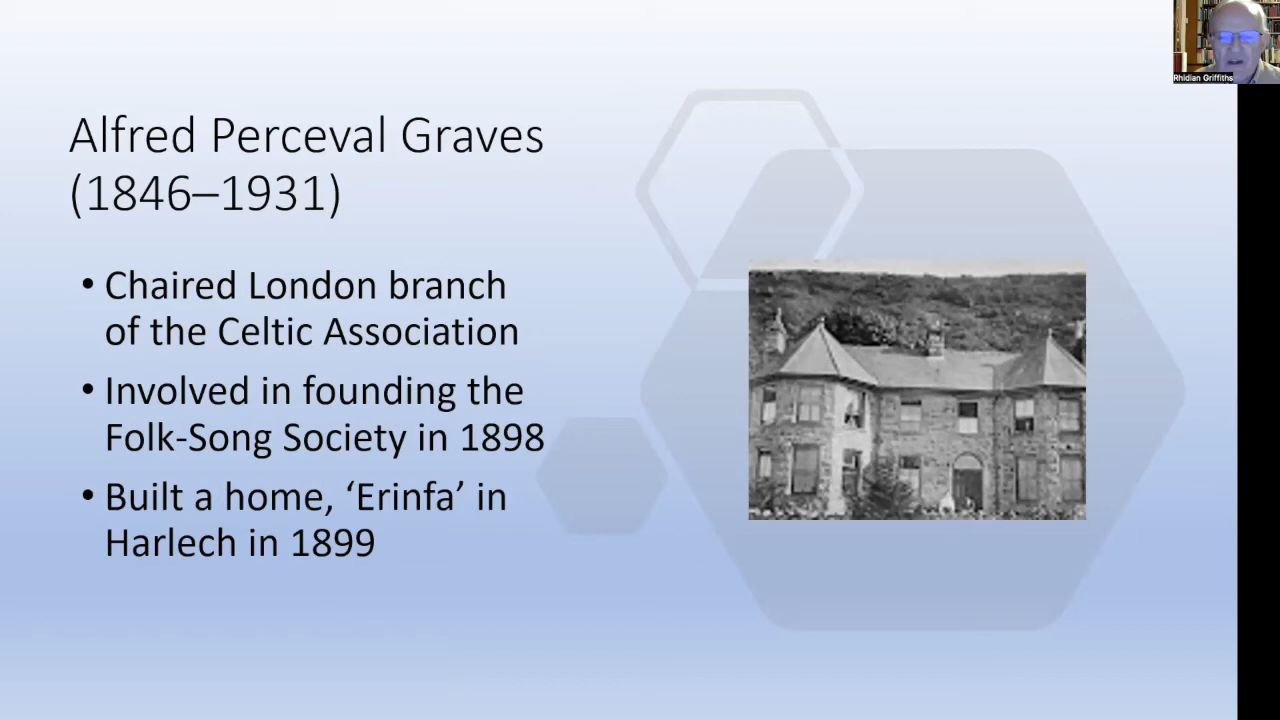 Rhidian Griffiths
Alfred Perceval Graves
(1846–1931)
• Chaired London branch
of the Celtic Association
• Involved in founding the
Folk-Song Society in 1898
• Built a home, ‘Erinfa’ in
Harlech in 1899